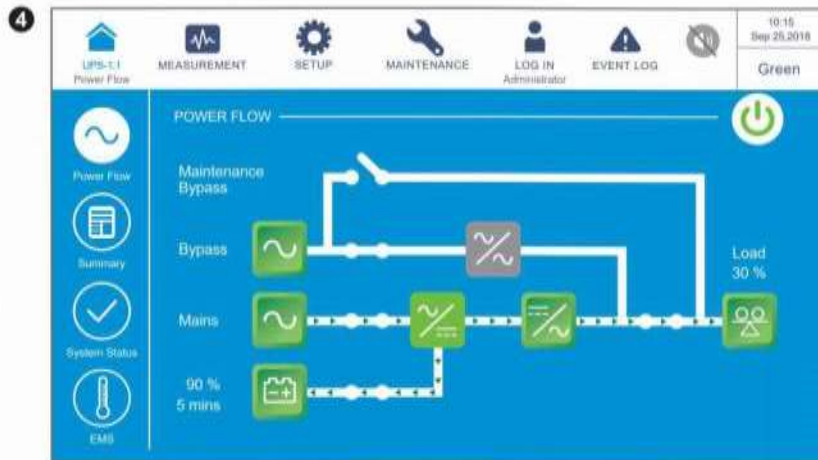 4
UPS-1.1
Power Flow
MEASUREMENT
SETUP
MAINTENANCE
LOG IN
Administrator
EVENT LOG
10:15
Sep 25,2018
Green
POWER FLOW
Power Flow
Maintenance
Bypass
Summary
Bypass
Load
30 %
Mains
System Status
90 %
5 mins
EMS